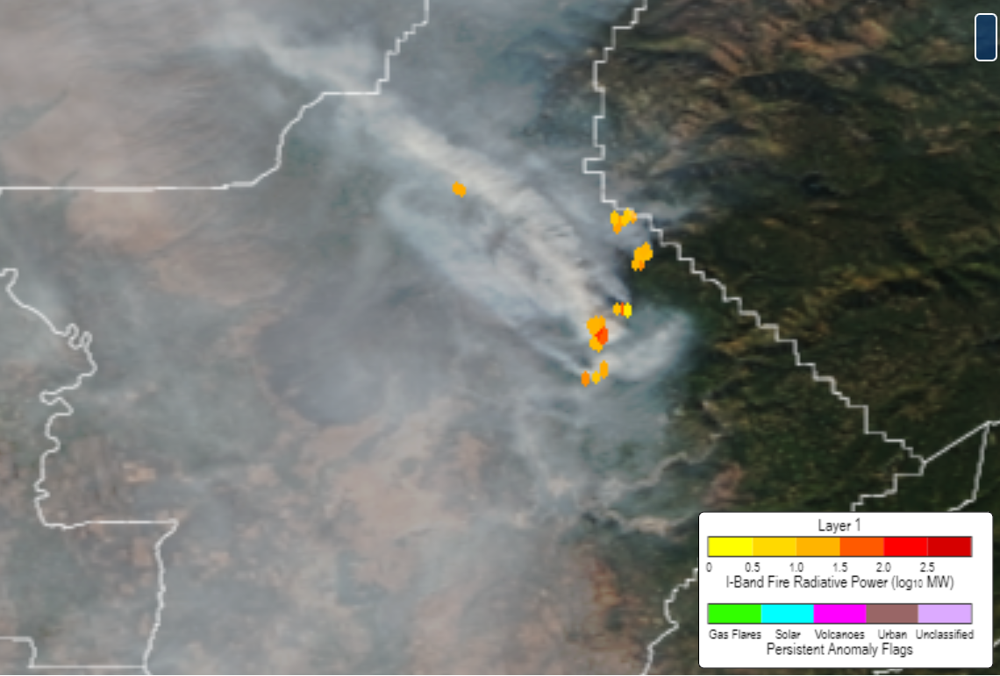 Layer 1
0 0.5 1.0 1.5 2.0 2.5
I-Band Fire Radiative Power (log₁₀ MW)
Gas Flares Solar Volcanoes Urban Unclassified
Persistent Anomaly Flags